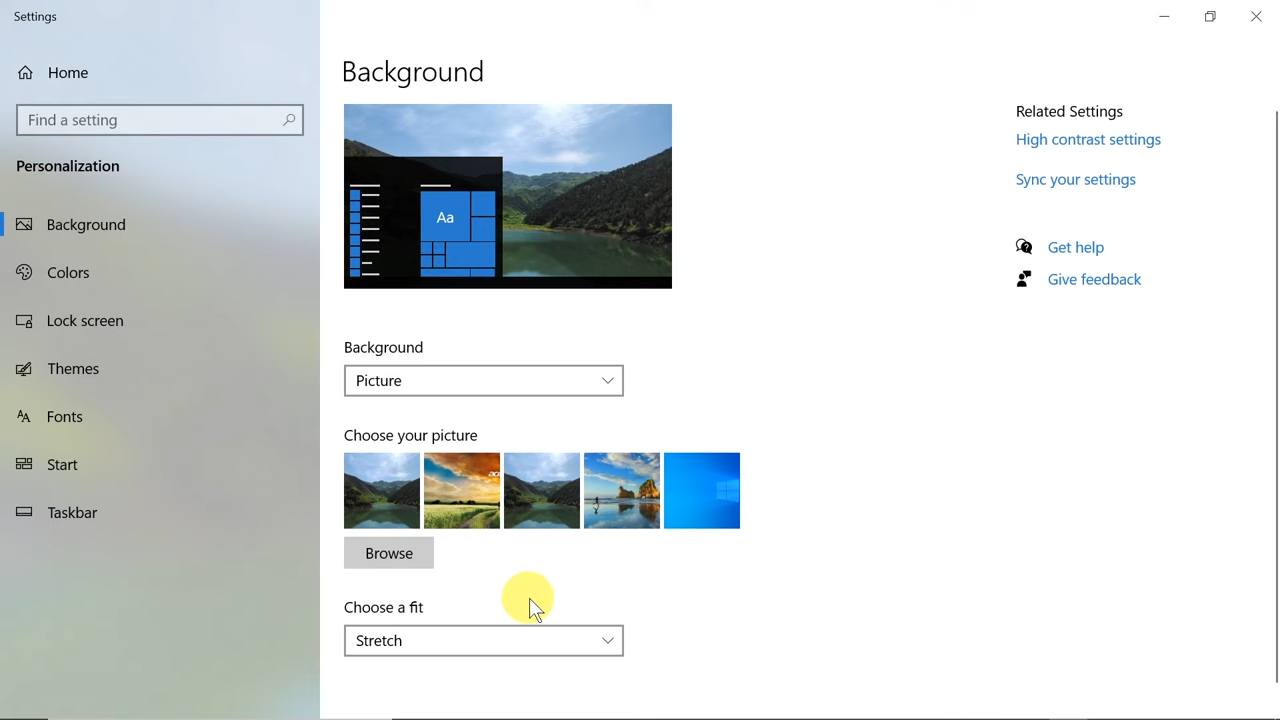 Settings
Home
Find a setting
Personalization
Background
Colors
Lock screen
Themes
Fonts
Start
Taskbar
Background
Aa
Background
Picture
Choose your picture
acer
Browse
Choose a fit
Stretch
Related Settings
High contrast settings
Sync your settings
Get help
Give feedback